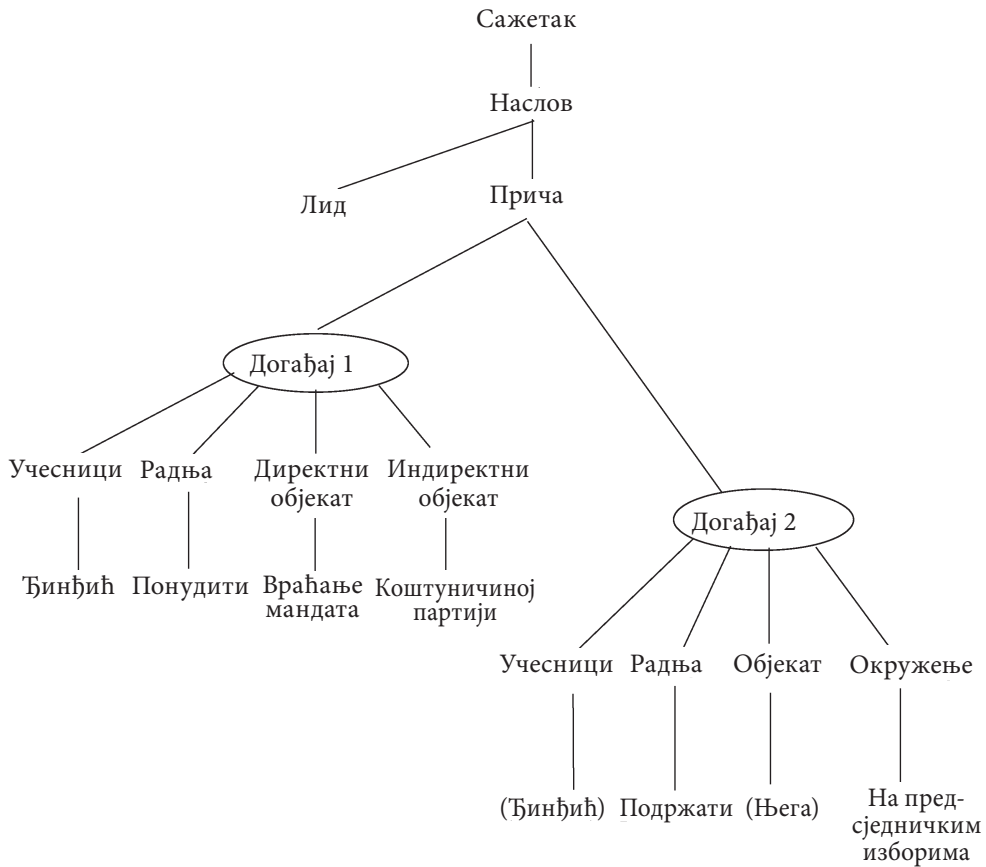 Сажетак
Наслов
Лид
Прича
Догађај 1
Учесници
Радња
Директни
објекат
Индиректни
објекат
Ђинђић
Понудити
Враћање
мандата
Коштуничиној
партији
Догађај 2
Учесници
Радња
Објекат
Окружење
(Ђинђић)
Подржати
(Њега)
На пред-
сједничким
изборима